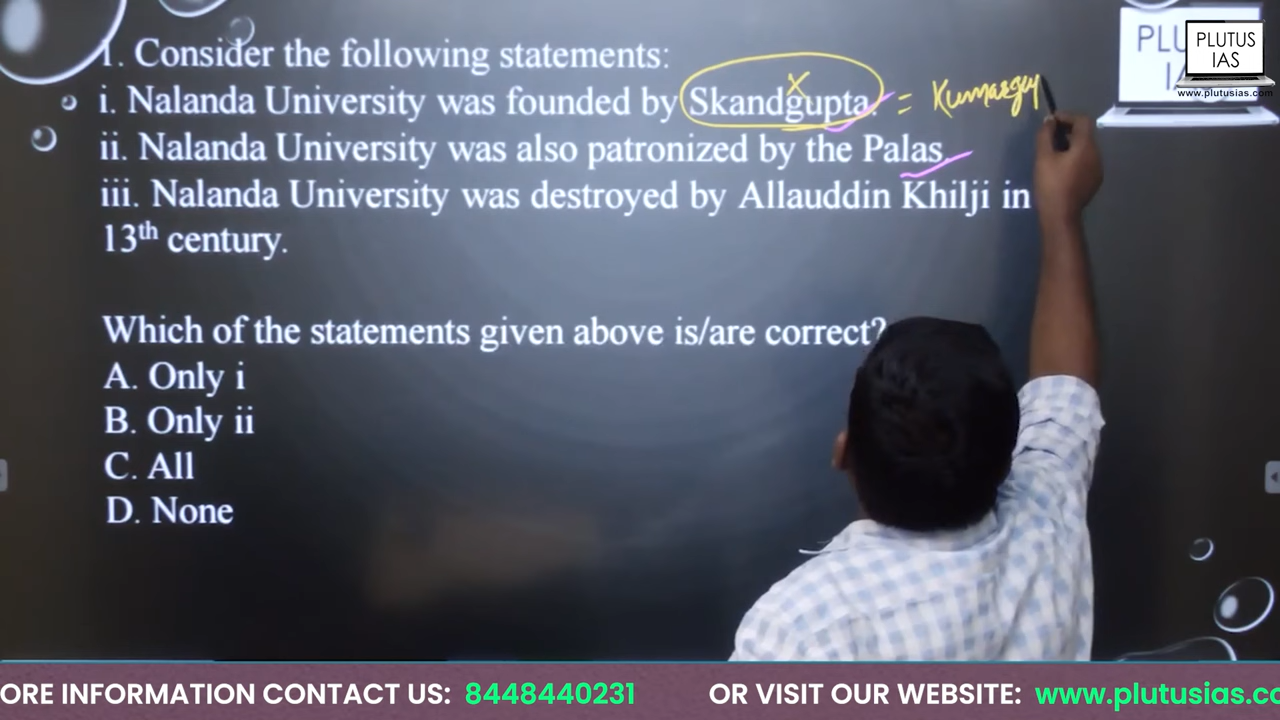 1. Consider the following statements:
i. Nalanda University was founded by Skandgupta. = Kumargup
ii. Nalanda University was also patronized by the Palas.
iii. Nalanda University was destroyed by Allauddin Khilji in
13th century.
Which of the statements given above is/are correct?
A. Only i
B. Only ii
C. All
D. None
PLUTUS
IAS
www.plutusias.com
ORE INFORMATION CONTACT US: 8448440231 OR VISIT OUR WEBSITE: www.plutusias.co